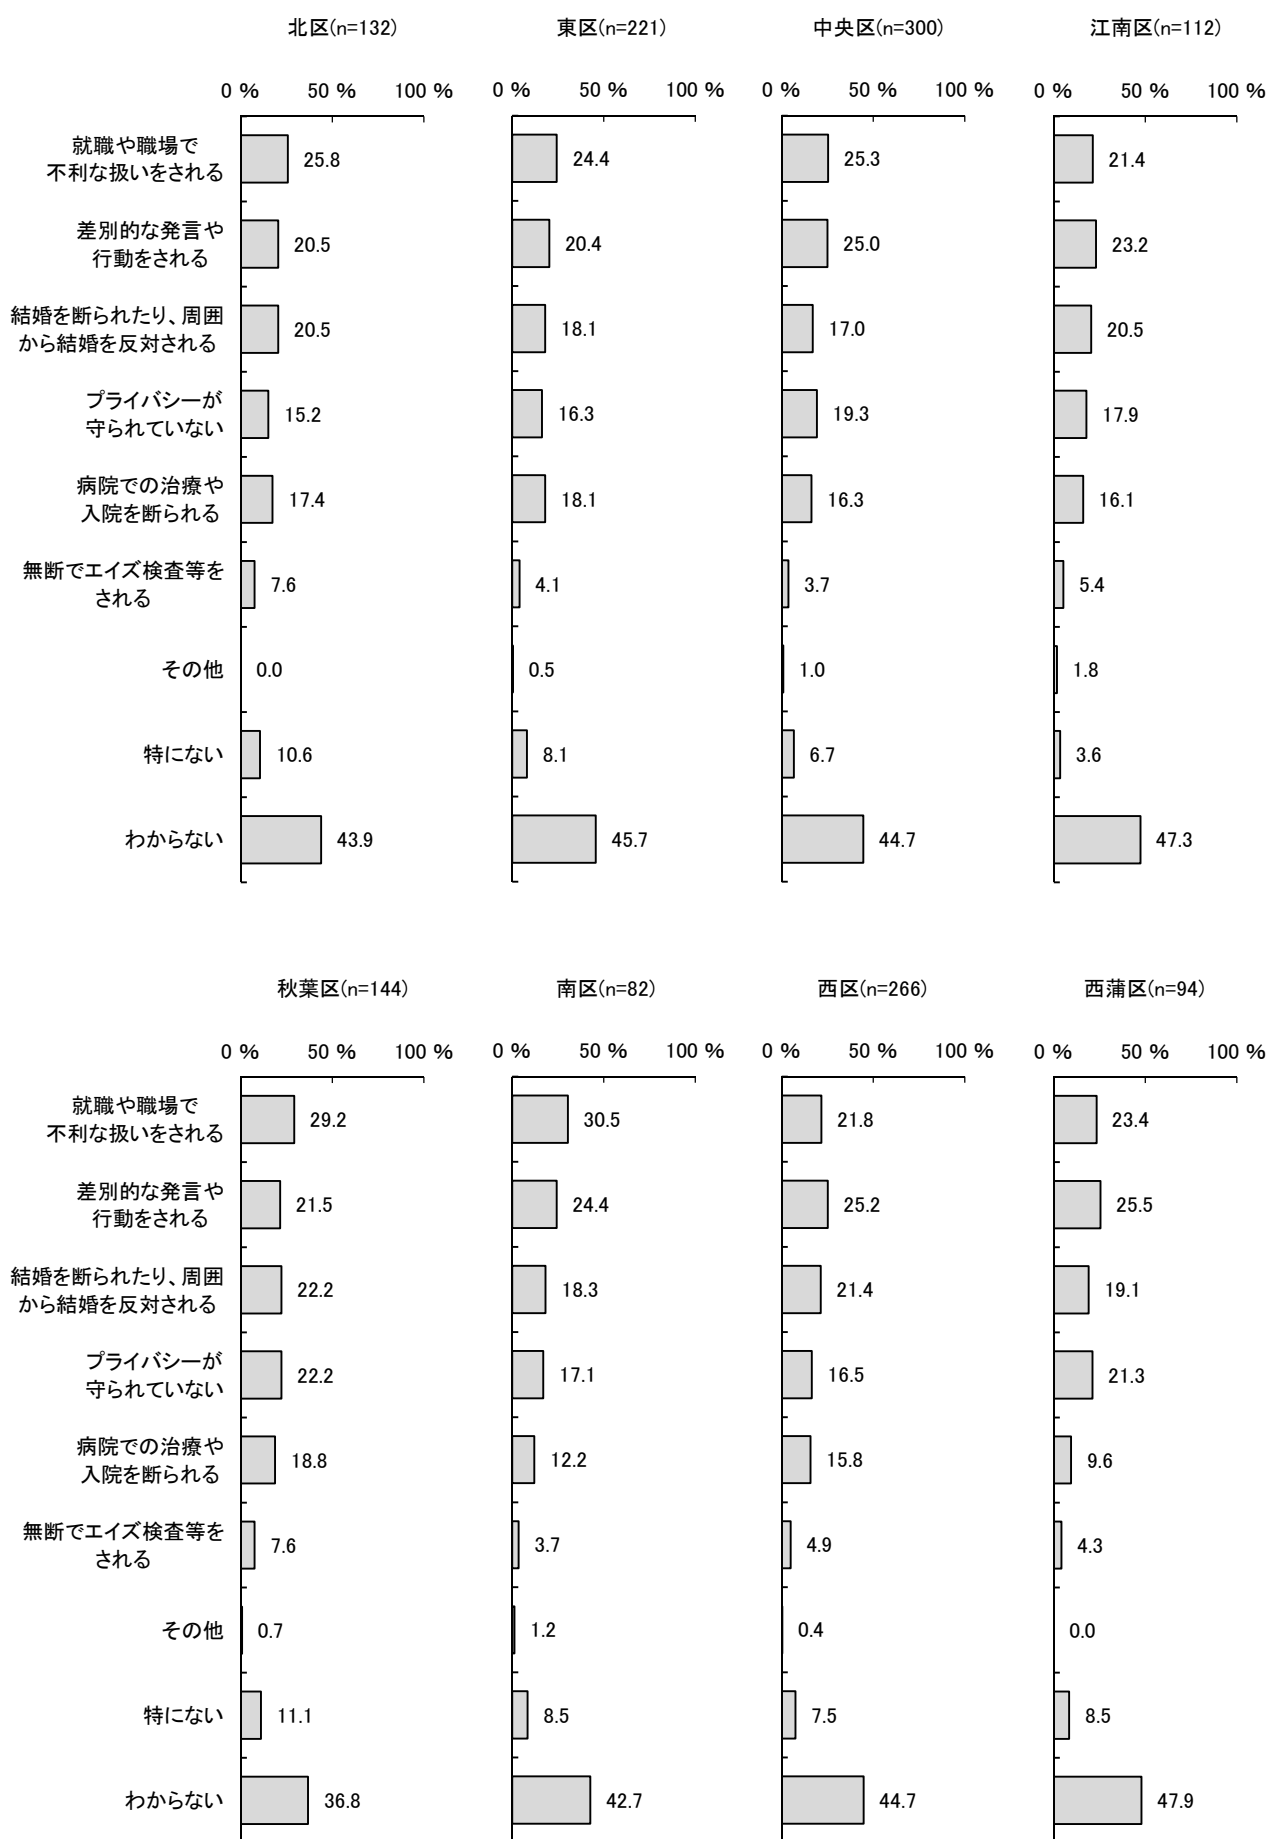 北区(n=132) 東区(n=221) 中央区(n=300) 江南区(n=112)
0 % 50 % 100 % 0 % 50 % 100 % 0 % 50 % 100 % 0 % 50 % 100 %
就職や職場で
不利な扱いをされる
25.8 24.4 25.3 21.4
差別的な発言や
行動をされる
20.5 20.4 25.0 23.2
結婚を断られたり、周囲
から結婚を反対される
20.5 18.1 17.0 20.5
プライバシーが
守られていない
15.2 16.3 19.3 17.9
病院での治療や
入院を断られる
17.4 18.1 16.3 16.1
無断でエイズ検査等を
される
7.6 4.1 3.7 5.4
その他 0.0 0.5 1.0 1.8
特にない 10.6 8.1 6.7 3.6
わからない 43.9 45.7 44.7 47.3
秋葉区(n=144) 南区(n=82) 西区(n=266) 西蒲区(n=94)
0 % 50 % 100 % 0 % 50 % 100 % 0 % 50 % 100 % 0 % 50 % 100 %
就職や職場で
不利な扱いをされる
29.2 30.5 21.8 23.4
差別的な発言や
行動をされる
21.5 24.4 25.2 25.5
結婚を断られたり、周囲
から結婚を反対される
22.2 18.3 21.4 19.1
プライバシーが
守られていない
22.2 17.1 16.5 21.3
病院での治療や
入院を断られる
18.8 12.2 15.8 9.6
無断でエイズ検査等を
される
7.6 3.7 4.9 4.3
その他 0.7 1.2 0.4 0.0
特にない 11.1 8.5 7.5 8.5
わからない 36.8 42.7 44.7 47.9